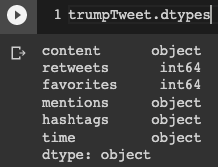 1 trumpTweet.dtypes
content object
retweets int64
favorites int64
mentions object
hashtags object
time object
dtype: object